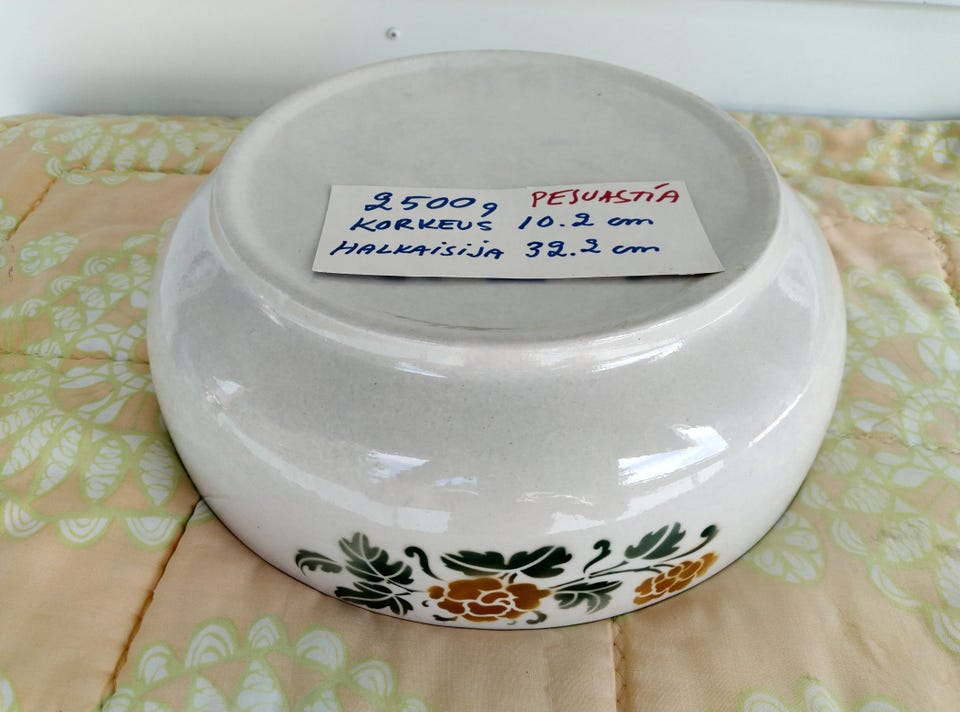 2500g PESUASTIA
KORKEUS 10.2 cm
HALKAISIJA 32.2 cm